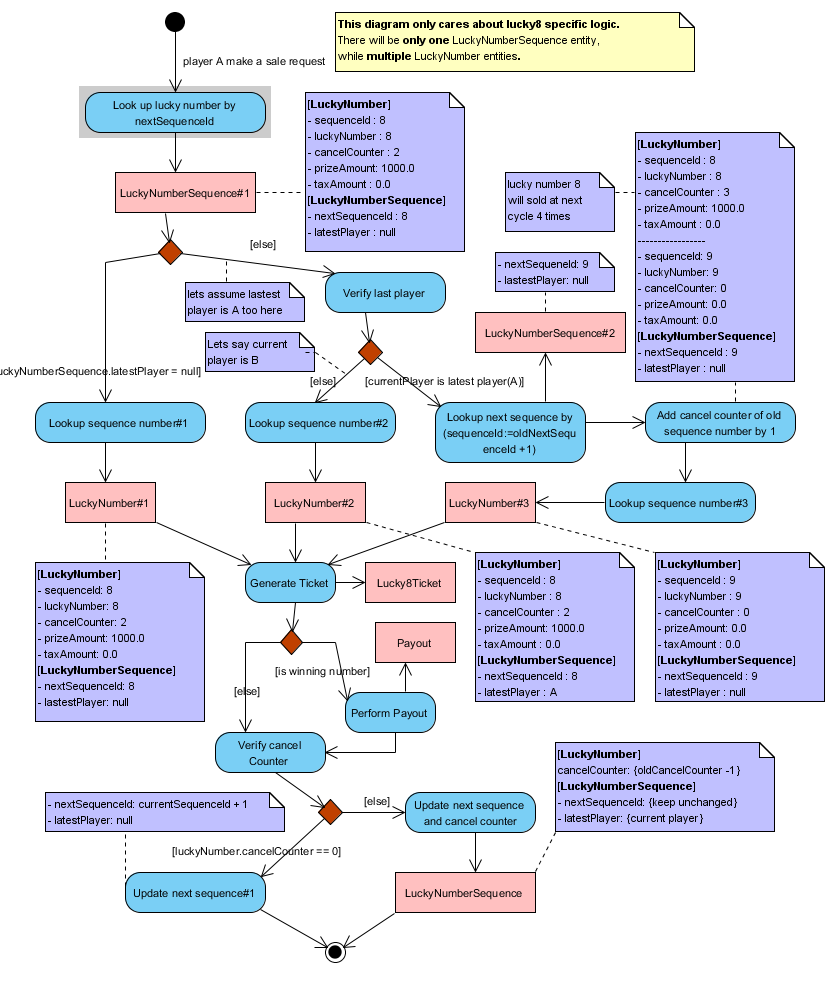 This diagram only cares about lucky8 specific logic.
There will be only one LuckyNumberSequence entity,
while multiple LuckyNumber entities.
player A make a sale request
Look up lucky number by
nextSequenceId
[LuckyNumber]
- sequenceId : 8
- luckyNumber : 8
- cancelCounter : 2
- prizeAmount: 1000.0
- taxAmount : 0.0
[LuckyNumberSequence]
- nextSequenceId : 8
- latestPlayer : null
LuckyNumberSequence#1
lucky number 8
will sold at next
cycle 4 times
[LuckyNumber]
- sequenceId : 8
- luckyNumber : 8
- cancelCounter : 3
- prizeAmount: 1000.0
- taxAmount : 0.0
-----------------
- sequenceId: 9
- luckyNumber: 9
- cancelCounter: 0
- prizeAmount: 0.0
- taxAmount: 0.0
[LuckyNumberSequence]
- nextSequenceId : 9
- latestPlayer : null
[else]
lets assume lastest
player is A too here
Verify last player
- nextSequeneId: 9
- lastestPlayer: null
LuckyNumberSequence#2
Lets say current
player is B
uckyNumberSequence.latestPlayer = null]
[else]
[currentPlayer is latest player(A)]
Lookup sequence number#1
Lookup sequence number#2
Lookup next sequence by
(sequenceId:=oldNextSequ
enceId +1)
Add cancel counter of old
sequence number by 1
LuckyNumber#1
LuckyNumber#2
LuckyNumber#3
Lookup sequence number#3
[LuckyNumber]
- sequenceId: 8
- luckyNumber: 8
- cancelCounter: 2
- prizeAmount: 1000.0
- taxAmount: 0.0
[LuckyNumberSequence]
- nextSequenceId: 8
- lastestPlayer: null
Generate Ticket
Lucky8Ticket
[LuckyNumber]
- sequenceId : 8
- luckyNumber : 8
- cancelCounter : 2
- prizeAmount: 1000.0
- taxAmount : 0.0
[LuckyNumberSequence]
- nextSequenceId : 8
- latestPlayer : A
[LuckyNumber]
- sequenceId : 9
- luckyNumber : 9
- cancelCounter : 0
- prizeAmount: 0.0
- taxAmount : 0.0
[LuckyNumberSequence]
- nextSequenceId : 9
- latestPlayer : null
Payout
[is winning number]
[else]
Perform Payout
Verify cancel
Counter
[LuckyNumber]
cancelCounter: {oldCancelCounter -1}
[LuckyNumberSequence]
- nextSequenceId: {keep unchanged}
- latestPlayer: {current player}
- nextSequenceId: currentSequenceId + 1
- latestPlayer: null
[else]
Update next sequence
and cancel counter
[luckyNumber.cancelCounter == 0]
Update next sequence#1
LuckyNumberSequence